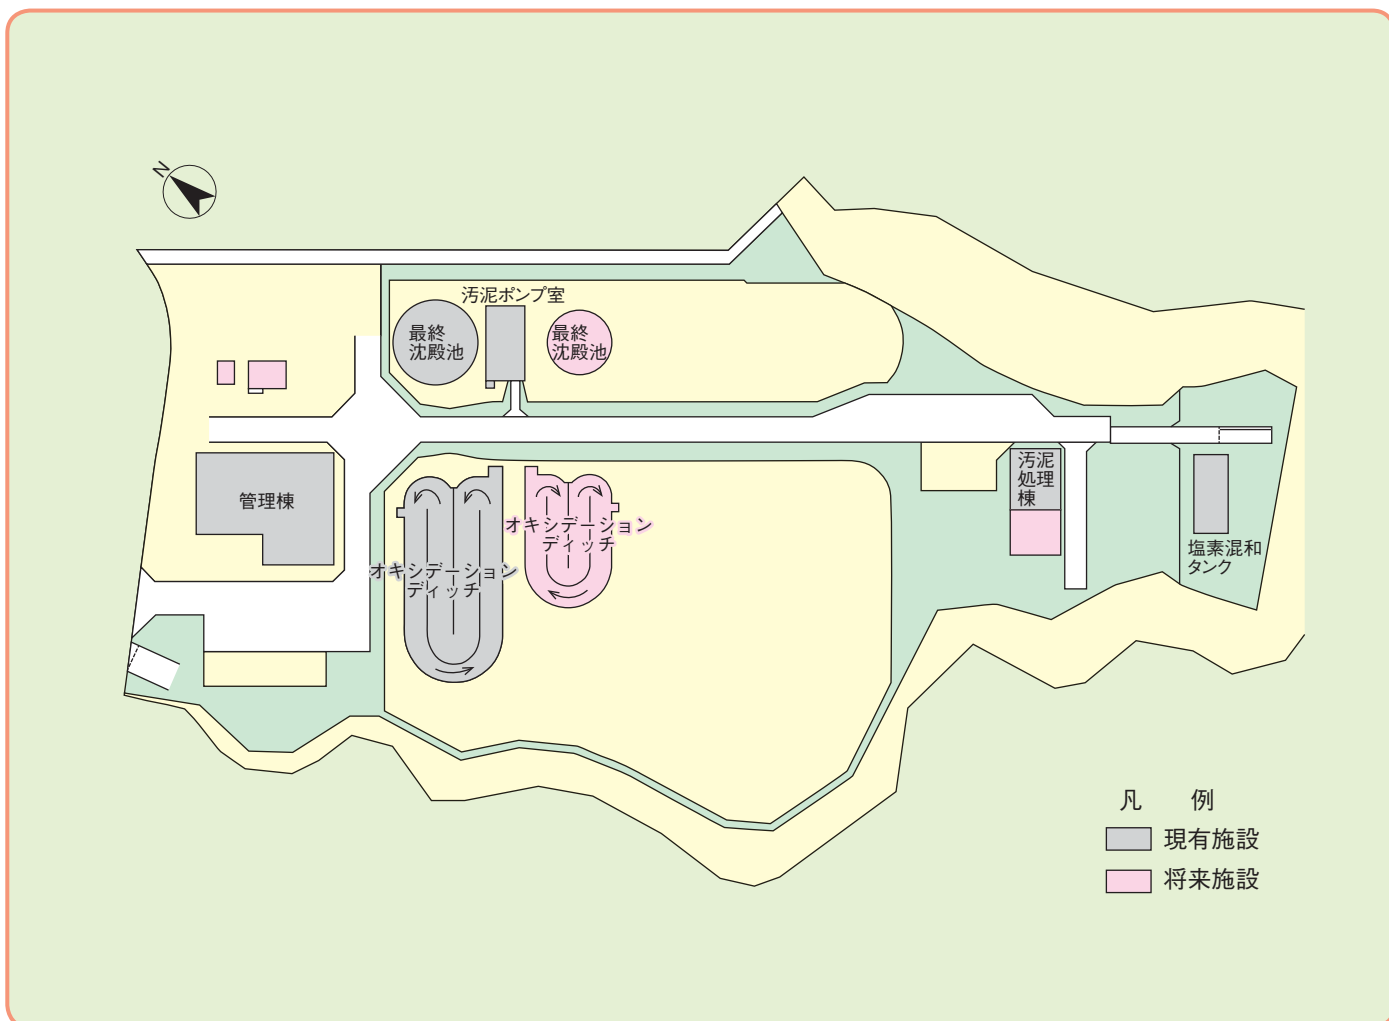 N
汚泥ポンプ室
最終
沈殿池
最終
沈殿池
管理棟
オキシデーション
ディッチ
オキシデーション
ディッチ
汚泥
処理
棟
塩素混和
タンク
凡 例
現有施設
将来施設